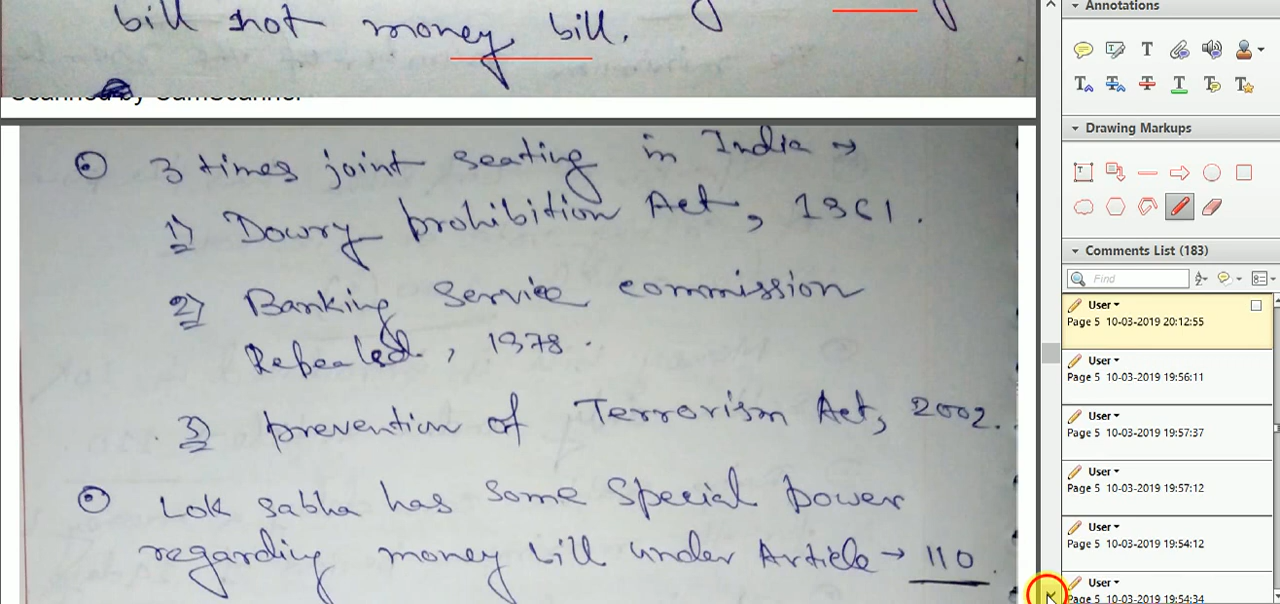 bill not money bill.
Scanned by CamScanner
3 times joint seating in India →
1) Dowry prohibition Act, 1961.
2) Banking Service commission
Repealed, 1978.
3) prevention of Terrorism Act, 2002.
Lok sabha has some special power
regarding money bill under Article → 110
Annotations
Drawing Markups
Comments List (183)
Find
User
Page 5 10-03-2019 20:12:55
User
Page 5 10-03-2019 19:56:11
User
Page 5 10-03-2019 19:57:37
User
Page 5 10-03-2019 19:57:12
User
Page 5 10-03-2019 19:54:12
User
Page 5 10-03-2019 19:54:34